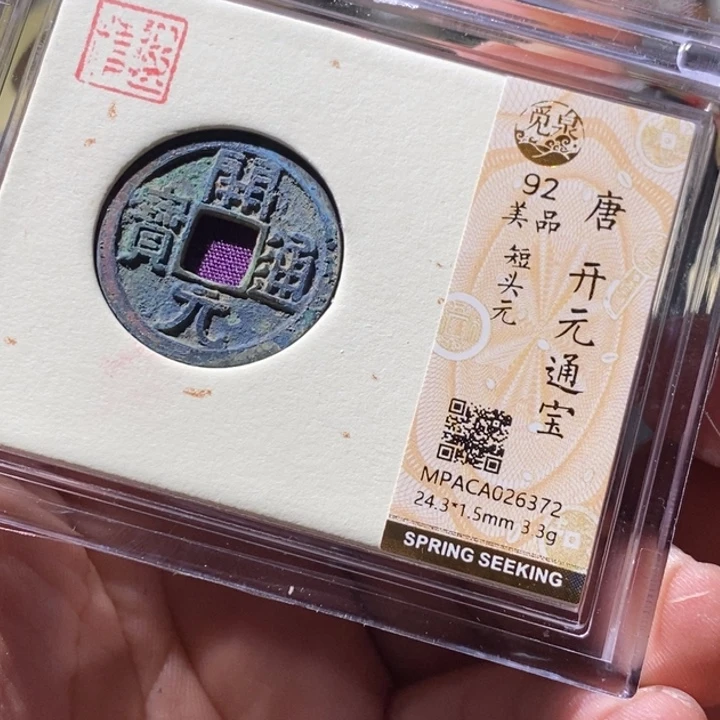 開
元
通
寶
觅泉
92
美品
短头元
唐
开元通宝
MPACA026372
24.3*1.5mm 3.3g
SPRING SEEKING